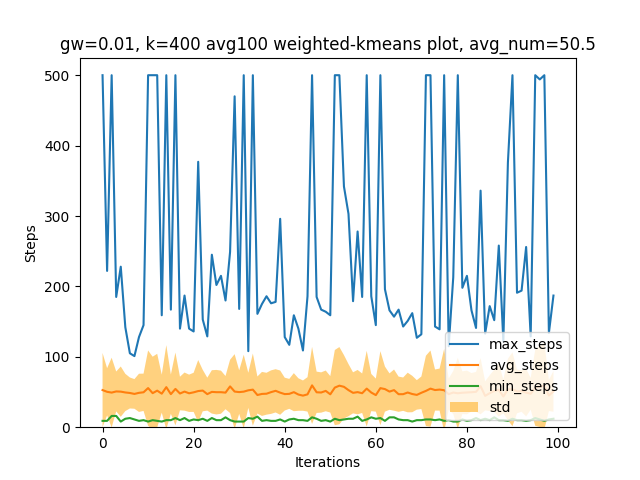 gw=0.01, k=400 avg100 weighted-kmeans plot, avg_num=50.5
500
400
300
200
100
0
Steps
max_steps
avg_steps
min_steps
std
0 20 40 60 80 100
Iterations